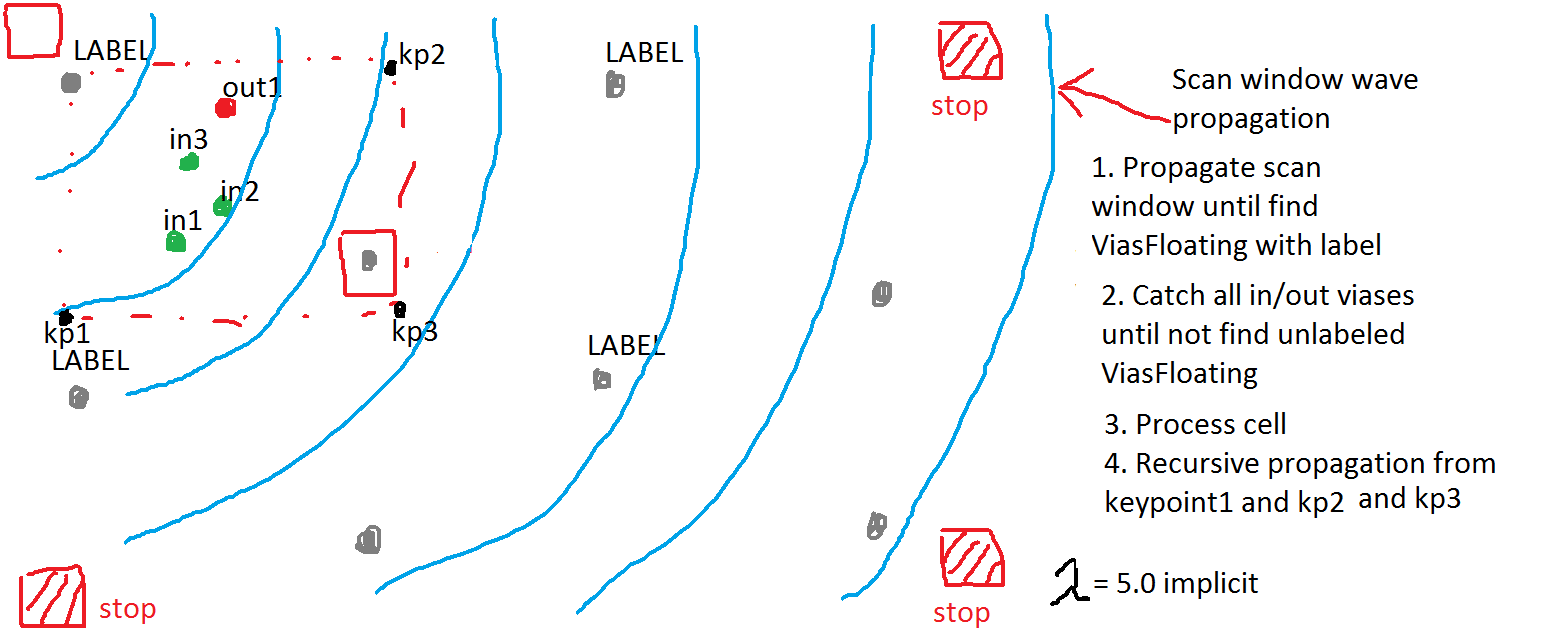 LABEL
kp2
LABEL
out1
in3
in2
in1
kp1
kp3
LABEL
LABEL
stop
stop
stop
Scan window wave
propagation
1. Propagate scan
window until find
ViasFloating with label
2. Catch all in/out viases
until not find unlabeled
ViasFloating
3. Process cell
4. Recursive propagation from
keypoint1 and kp2 and kp3
λ = 5.0 implicit